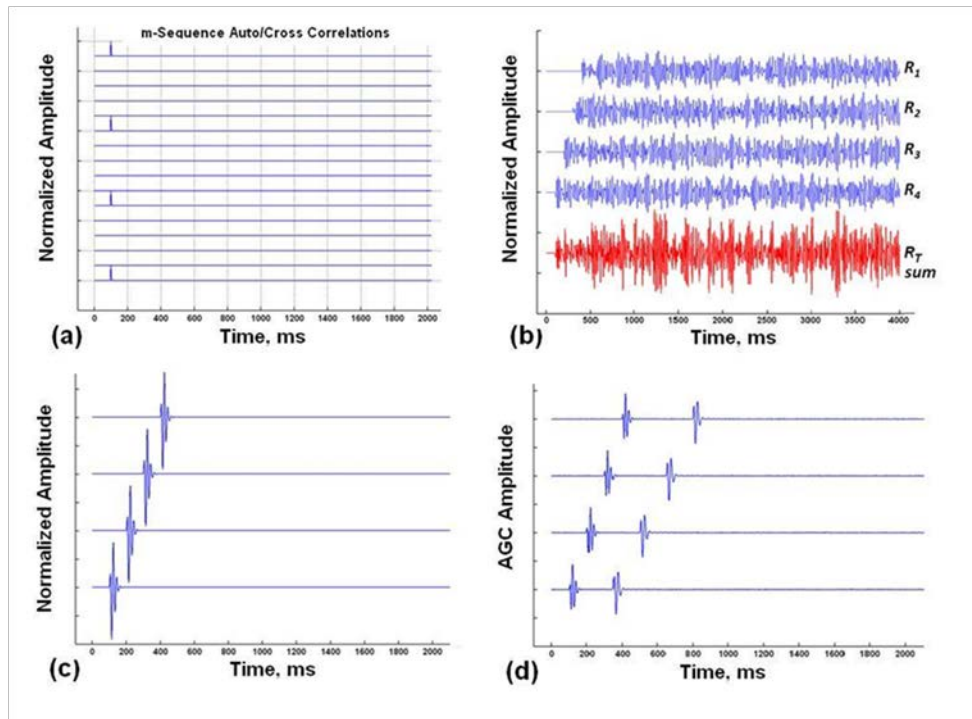 m-Sequence Auto/Cross Correlations
Normalized Amplitude
0 200 400 600 800 1000 1200 1400 1600 1800 2000
(a)
Time, ms
Normalized Amplitude
R1
R2
R3
R4
RT
sum
0 500 1000 1500 2000 2500 3000 3500 4000
(b)
Time, ms
Normalized Amplitude
0 200 400 600 800 1000 1200 1400 1600 1800 2000
(c)
Time, ms
AGC Amplitude
0 200 400 600 800 1000 1200 1400 1600 1800 2000
(d)
Time, ms